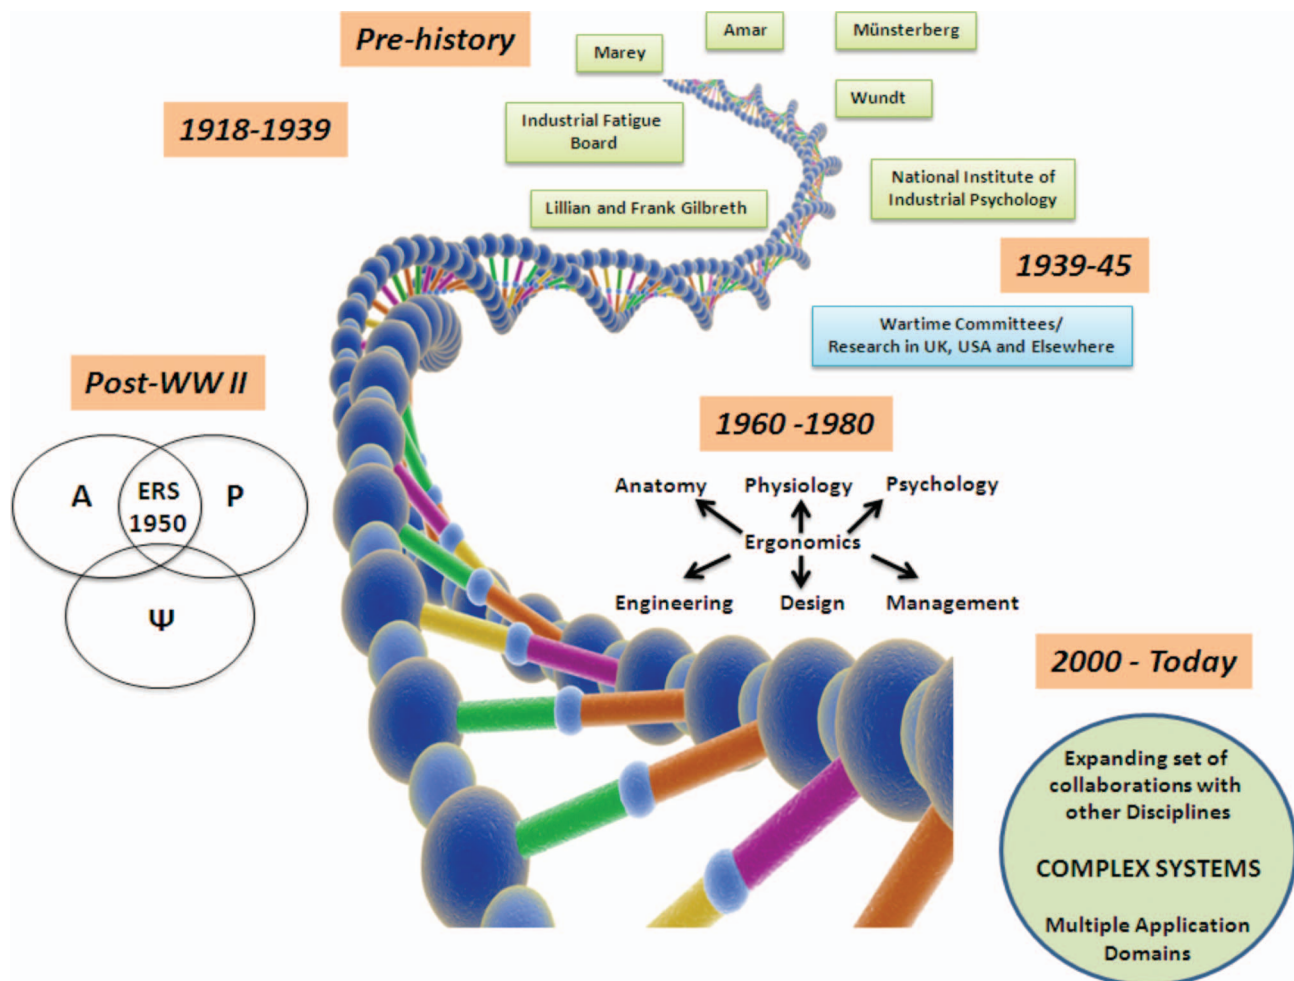 Pre-history
Marey
Amar
Münsterberg
Wundt
1918-1939
Industrial Fatigue
Board
National Institute of
Industrial Psychology
Lillian and Frank Gilbreth
1939-45
Wartime Committees/
Research in UK, USA and Elsewhere
Post-WW II
A
ERS
1950
P
Ψ
1960 -1980
Anatomy
Physiology
Psychology
Ergonomics
Engineering
Design
Management
2000 - Today
Expanding set of
collaborations with
other Disciplines
COMPLEX SYSTEMS
Multiple Application
Domains